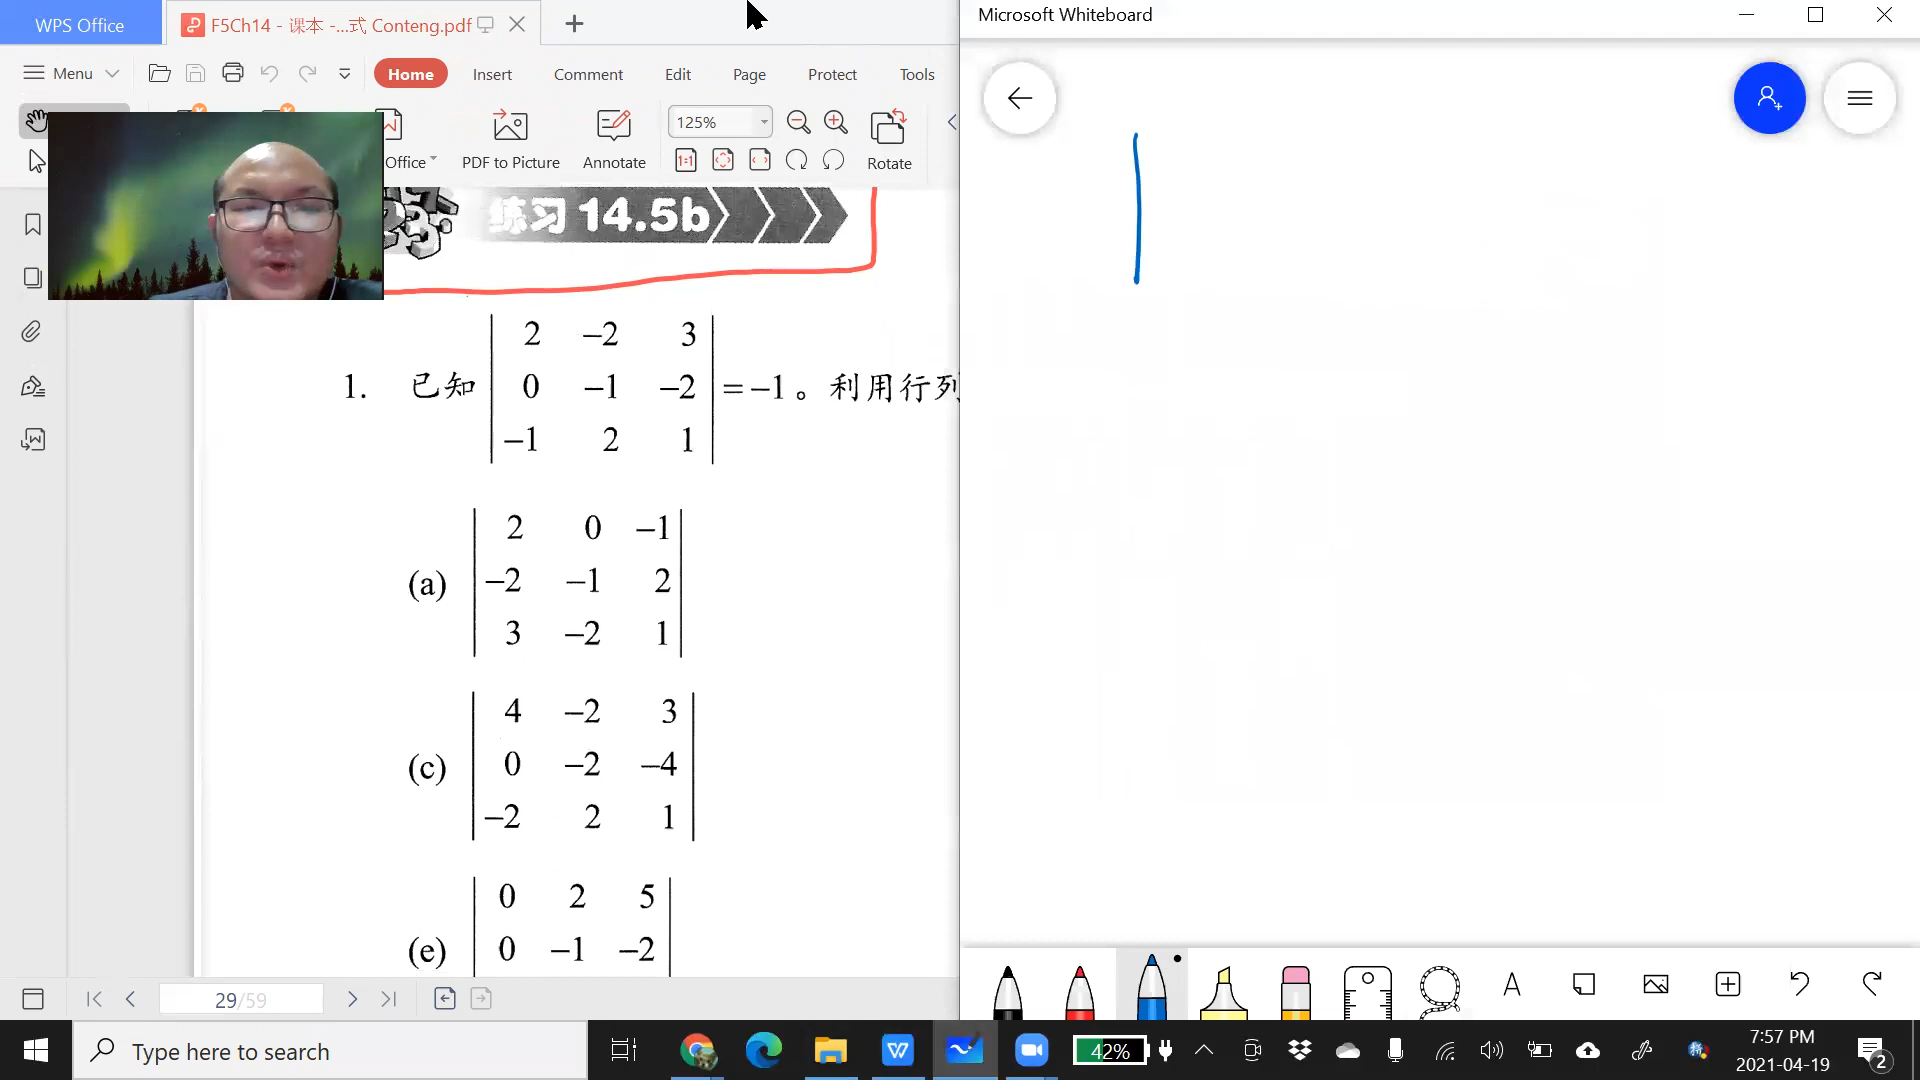 WPS Office
F5Ch14 - 课本 -...式 Conteng.pdf
Microsoft Whiteboard
Menu
Home
Insert
Comment
Edit
Page
Protect
Tools
Office
PDF to Picture
Annotate
125%
1:1
Rotate
练习 14.5b
1. 已知 | 2 -2 3 |
| 0 -1 -2 | = -1。利用行列
| -1 2 1 |
(a) | 2 0 -1 |
| -2 -1 2 |
| 3 -2 1 |
(c) | 4 -2 3 |
| 0 -2 -4 |
| -2 2 1 |
(e) | 0 2 5 |
| 0 -1 -2 |
29/59
A
Type here to search
42%
7:57 PM
2021-04-19
2